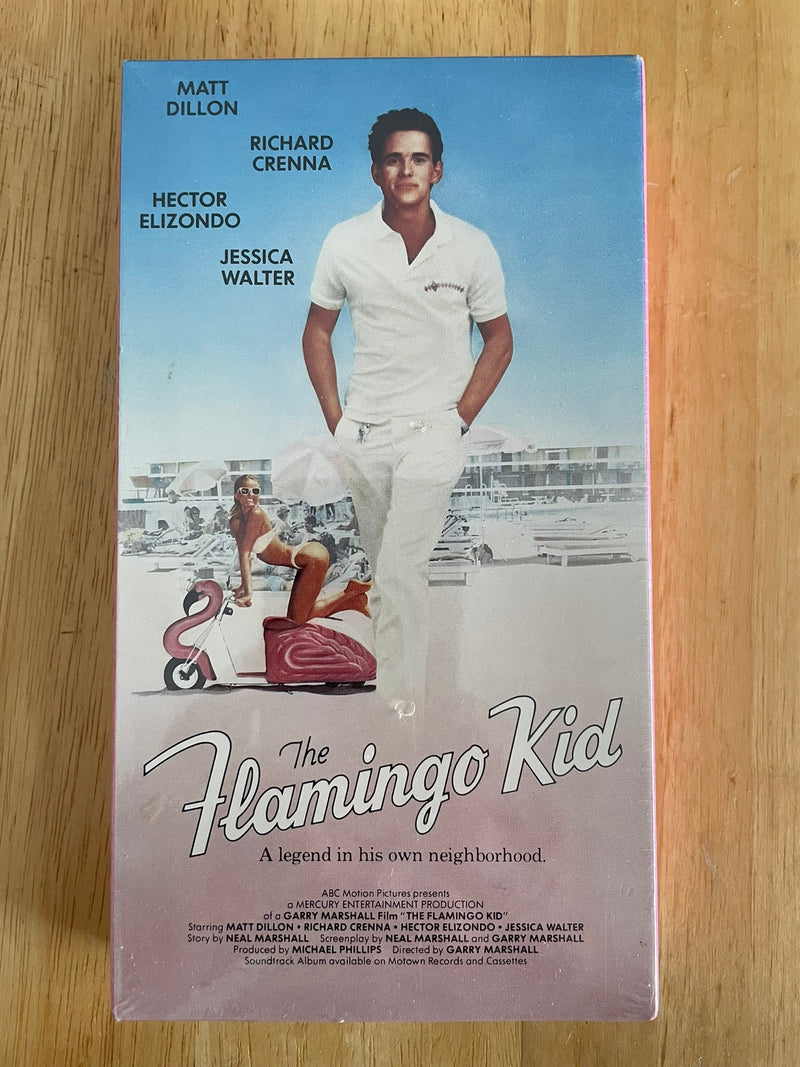 MATT
DILLON
RICHARD
CRENNA
HECTOR
ELIZONDO
JESSICA
WALTER
The
Flamingo Kid
A legend in his own neighborhood.
ABC Motion Pictures presents
a MERCURY ENTERTAINMENT PRODUCTION
of a GARRY MARSHALL Film "THE FLAMINGO KID"
Starring MATT DILLON • RICHARD CRENNA • HECTOR ELIZONDO • JESSICA WALTER
Story by NEAL MARSHALL Screenplay by NEAL MARSHALL and GARRY MARSHALL
Produced by MICHAEL PHILLIPS Directed by GARRY MARSHALL
Soundtrack Album available on Motown Records and Cassettes